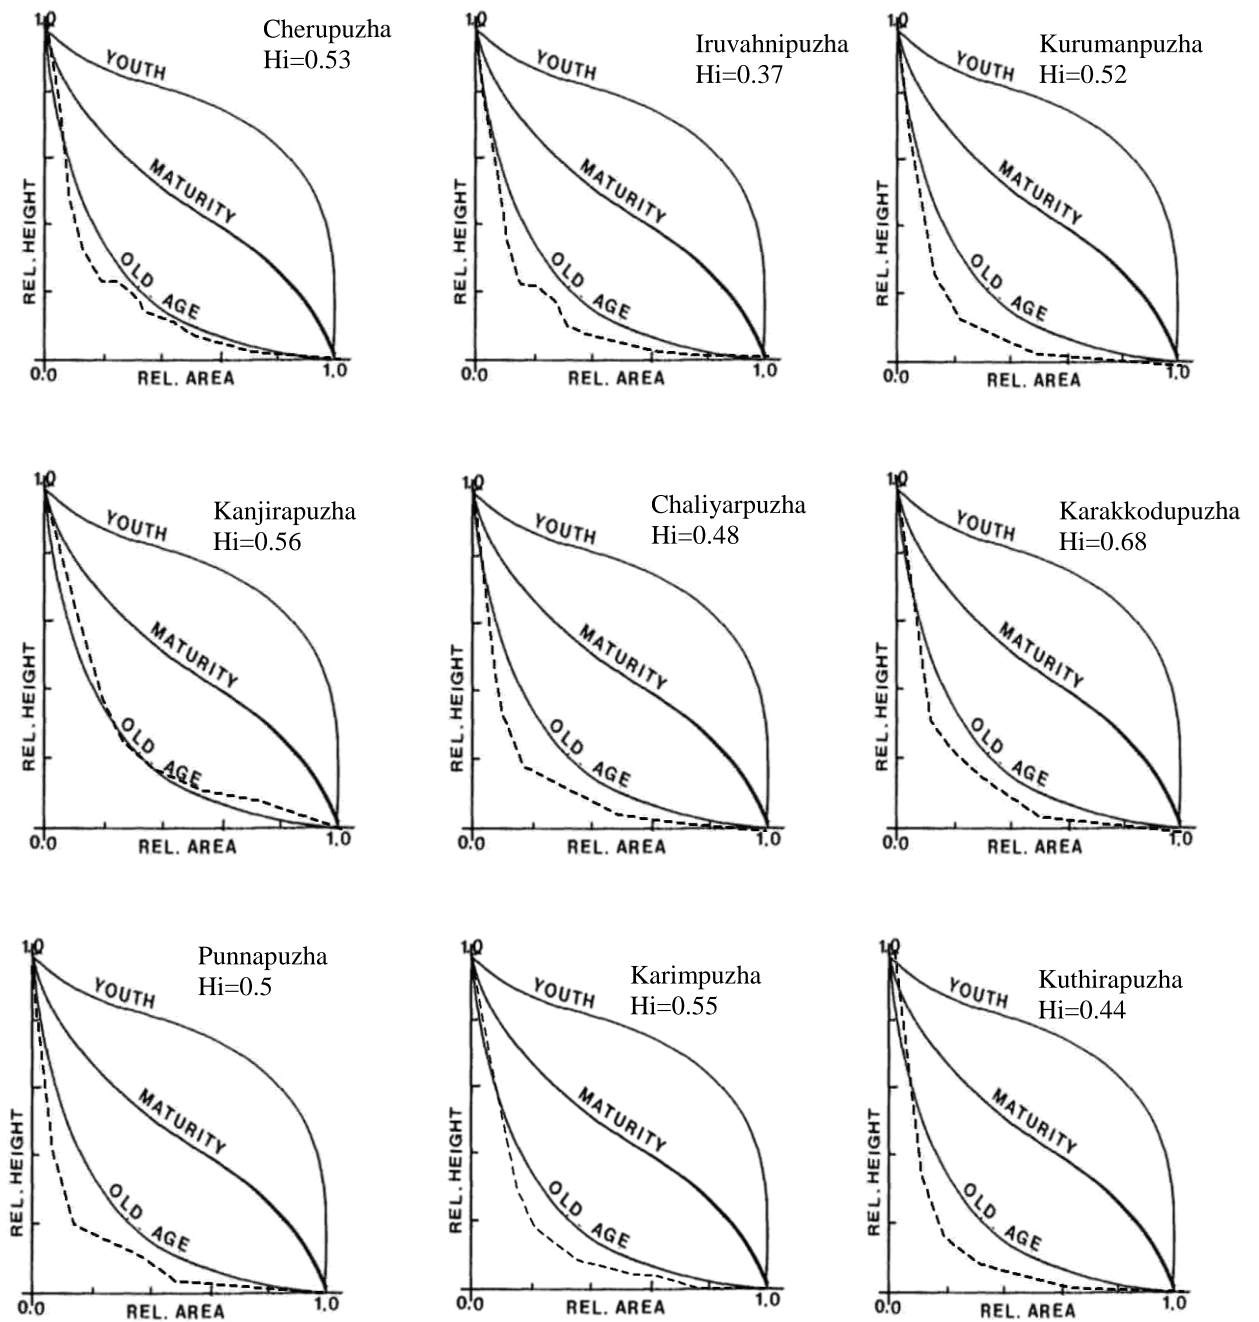 1.0
Cherupuzha
Hi=0.53
YOUTH
MATURITY
OLD. AGE
REL. HEIGHT
0.0
REL. AREA
1.0
1.0
Iruvahnipuzha
Hi=0.37
YOUTH
MATURITY
OLD. AGE
REL. HEIGHT
0.0
REL. AREA
1.0
1.0
Kurumanpuzha
Hi=0.52
YOUTH
MATURITY
OLD. AGE
REL. HEIGHT
0.0
REL. AREA
1.0
1.0
Kanjirapuzha
Hi=0.56
YOUTH
MATURITY
OLD. AGE
REL. HEIGHT
0.0
REL. AREA
1.0
1.0
Chaliyarpuzha
Hi=0.48
YOUTH
MATURITY
OLD. AGE
REL. HEIGHT
0.0
REL. AREA
1.0
1.0
Karakkodupuzha
Hi=0.68
YOUTH
MATURITY
OLD. AGE
REL. HEIGHT
0.0
REL. AREA
1.0
1.0
Punnapuzha
Hi=0.5
YOUTH
MATURITY
OLD. AGE
REL. HEIGHT
0.0
REL. AREA
1.0
1.0
Karimpuzha
Hi=0.55
YOUTH
MATURITY
OLD. AGE
REL. HEIGHT
0.0
REL. AREA
1.0
1.0
Kuthirapuzha
Hi=0.44
YOUTH
MATURITY
OLD. AGE
REL. HEIGHT
0.0
REL. AREA
1.0